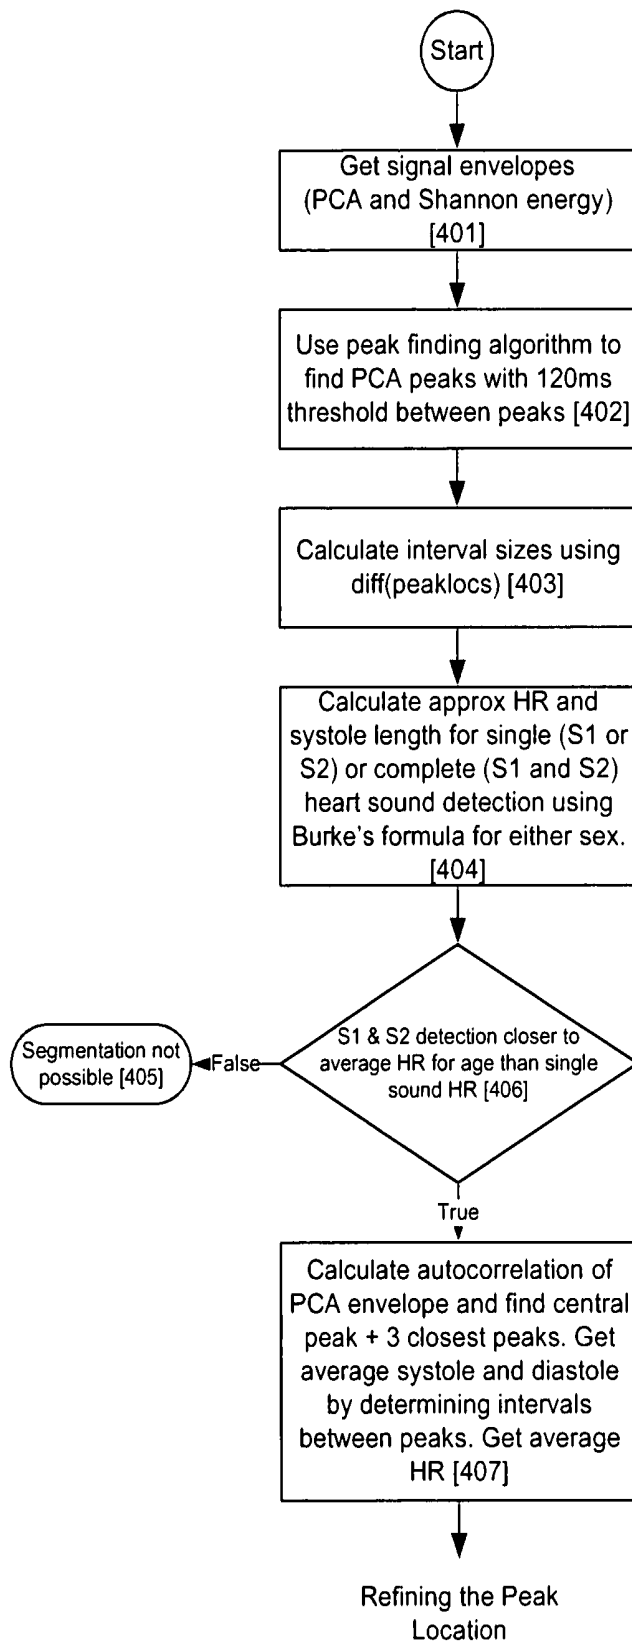 Start
Get signal envelopes
(PCA and Shannon energy)
[401]
Use peak finding algorithm to
find PCA peaks with 120ms
threshold between peaks [402]
Calculate interval sizes using
diff(peaklocs) [403]
Calculate approx HR and
systole length for single (S1 or
S2) or complete (S1 and S2)
heart sound detection using
Burke's formula for either sex.
[404]
S1 & S2 detection closer to
average HR for age than single
sound HR [406]
False
Segmentation not
possible [405]
True
Calculate autocorrelation of
PCA envelope and find central
peak + 3 closest peaks. Get
average systole and diastole
by determining intervals
between peaks. Get average
HR [407]
Refining the Peak
Location